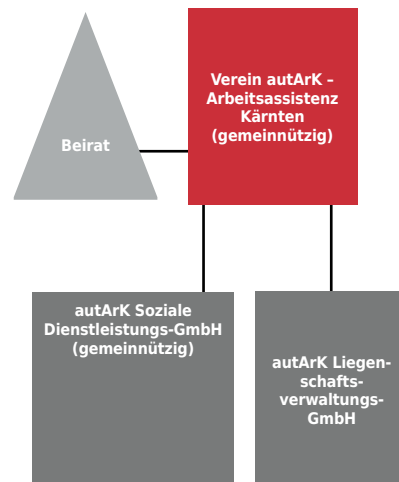 Beirat
Verein autArK –
Arbeitsassistenz
Kärnten
(gemeinnützig)
autArK Soziale
Dienstleistungs-GmbH
(gemeinnützig)
autArK Liegen-
schafts-
verwaltungs-
GmbH